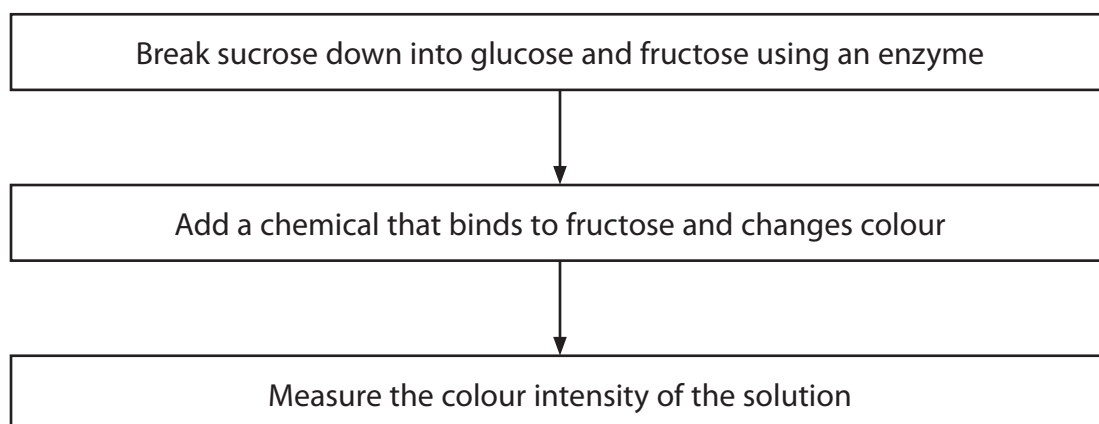 Break sucrose down into glucose and fructose using an enzyme
Add a chemical that binds to fructose and changes colour
Measure the colour intensity of the solution